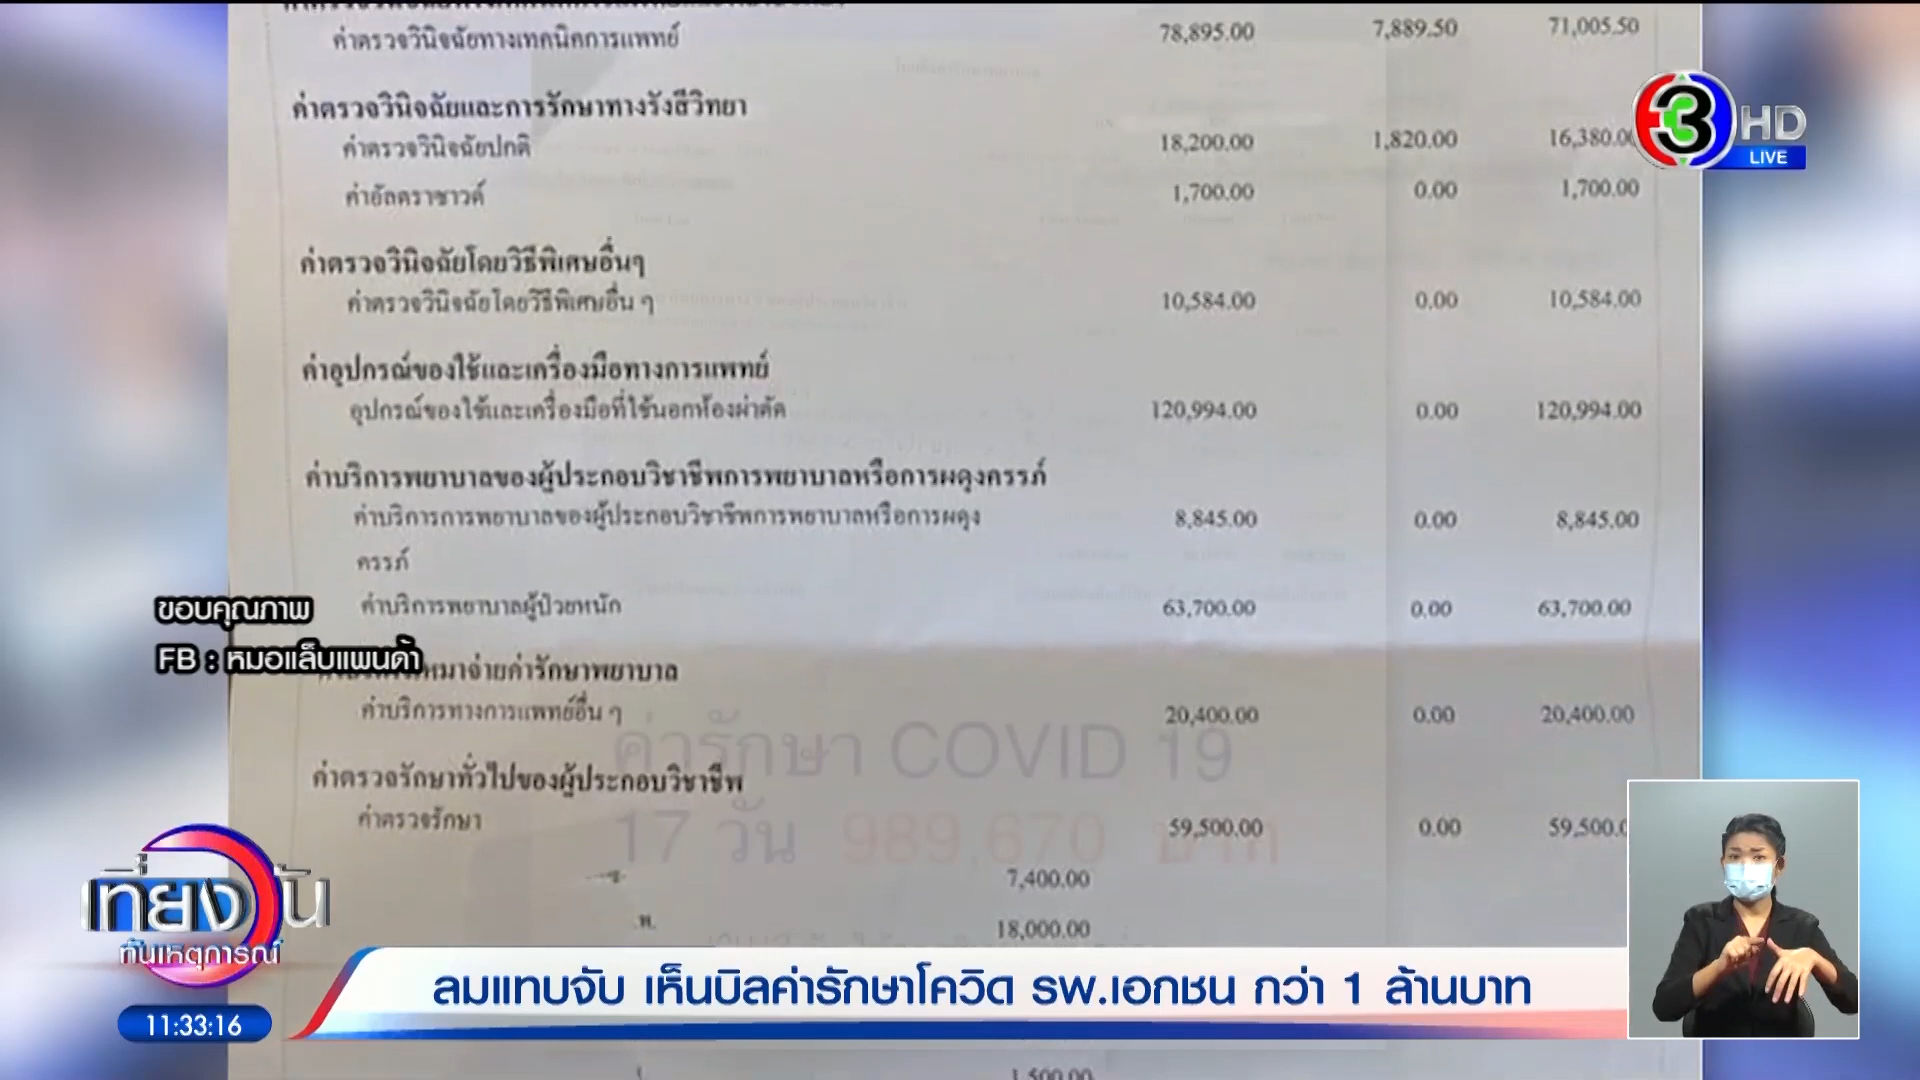 ค่าตรวจวินิจฉัยทางเทคนิคการแพทย์ 78,895.00 7,889.50 71,005.50
ค่าตรวจวินิจฉัยและการรักษาทางรังสีวิทยา
ค่าตรวจวินิจฉัยปกติ 18,200.00 1,820.00 16,380.00
ค่าอัลตราซาวด์ 1,700.00 0.00 1,700.00
ค่าตรวจวินิจฉัยโดยวิธีพิเศษอื่นๆ
ค่าตรวจวินิจฉัยโดยวิธีพิเศษอื่น ๆ 10,584.00 0.00 10,584.00
ค่าอุปกรณ์ของใช้และเครื่องมือทางการแพทย์
อุปกรณ์ของใช้และเครื่องมือที่ใช้นอกห้องผ่าตัด 120,994.00 0.00 120,994.00
ค่าบริการพยาบาลของผู้ประกอบวิชาชีพการพยาบาลหรือการผดุงครรภ์
ค่าบริการการพยาบาลของผู้ประกอบวิชาชีพการพยาบาลหรือการผดุง 8,845.00 0.00 8,845.00
ครรภ์
ค่าบริการพยาบาลผู้ป่วยหนัก 63,700.00 0.00 63,700.00
เหมาจ่ายค่ารักษาพยาบาล
ค่าบริการทางการแพทย์อื่น ๆ 20,400.00 0.00 20,400.00
ค่าตรวจรักษาทั่วไปของผู้ประกอบวิชาชีพ
ค่าตรวจรักษา 59,500.00 0.00 59,500.0
7,400.00
พ. 18,000.00
1,500.00
ค่ารักษา COVID 19
17 วัน 989,670 บาท
3 HD
LIVE
ขอบคุณภาพ
FB : หมอแล็บแพนด้า
เที่ยงวัน
ทันเหตุการณ์
11:33:16
ลมแทบจับ เห็นบิลค่ารักษาโควิด รพ.เอกชน กว่า 1 ล้านบาท